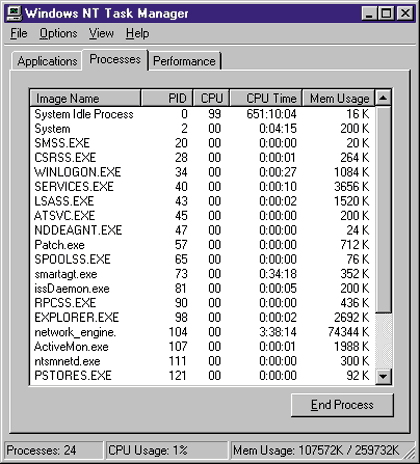 Windows NT Task Manager
File Options View Help
Applications Processes Performance
Image Name PID CPU CPU Time Mem Usage
System Idle Process 0 99 651:10:04 16 K
System 2 00 0:04:15 200 K
SMSS.EXE 20 00 0:00:00 20 K
CSRSS.EXE 28 00 0:00:01 264 K
WINLOGON.EXE 34 00 0:00:27 1084 K
SERVICES.EXE 40 00 0:00:10 3656 K
LSASS.EXE 43 00 0:00:02 1520 K
ATSVC.EXE 45 00 0:00:00 200 K
NDDEAGNT.EXE 47 00 0:00:00 24 K
Patch.exe 57 00 0:00:00 712 K
SPOOLSS.EXE 65 00 0:00:00 76 K
smartagt.exe 73 00 0:34:18 352 K
issDaemon.exe 81 00 0:00:05 200 K
RPCSS.EXE 90 00 0:00:00 436 K
EXPLORER.EXE 98 00 0:00:02 2692 K
network_engine. 104 00 3:38:14 74344 K
ActiveMon.exe 107 00 0:00:01 1988 K
ntsmnetd.exe 111 00 0:00:00 300 K
PSTORES.EXE 121 00 0:00:00 92 K
End Process
Processes: 24 CPU Usage: 1% Mem Usage: 107572K / 259732K